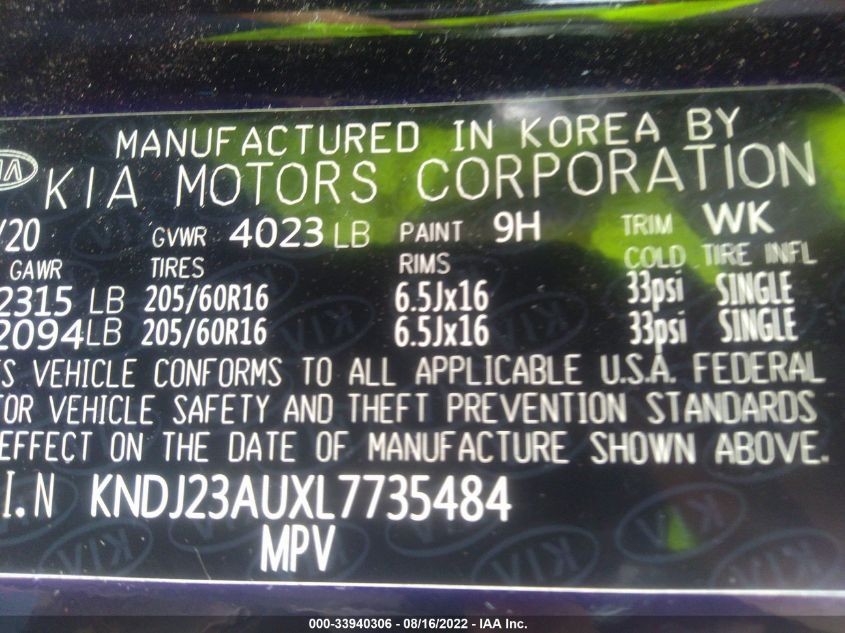 MANUFACTURED IN KOREA BY
KIA MOTORS CORPORATION
/20 GVWR 4023 LB PAINT 9H TRIM WK
GAWR TIRES RIMS COLD TIRE INFL
2315 LB 205/60R16 6.5Jx16 33psi SINGLE
2094 LB 205/60R16 6.5Jx16 33psi SINGLE
S VEHICLE CONFORMS TO ALL APPLICABLE U.S.A. FEDERAL
OR VEHICLE SAFETY AND THEFT PREVENTION STANDARDS
EFFECT ON THE DATE OF MANUFACTURE SHOWN ABOVE.
I.N KNDJ23AUXL7735484
MPV
000-33940306 - 08/16/2022 - IAA Inc.